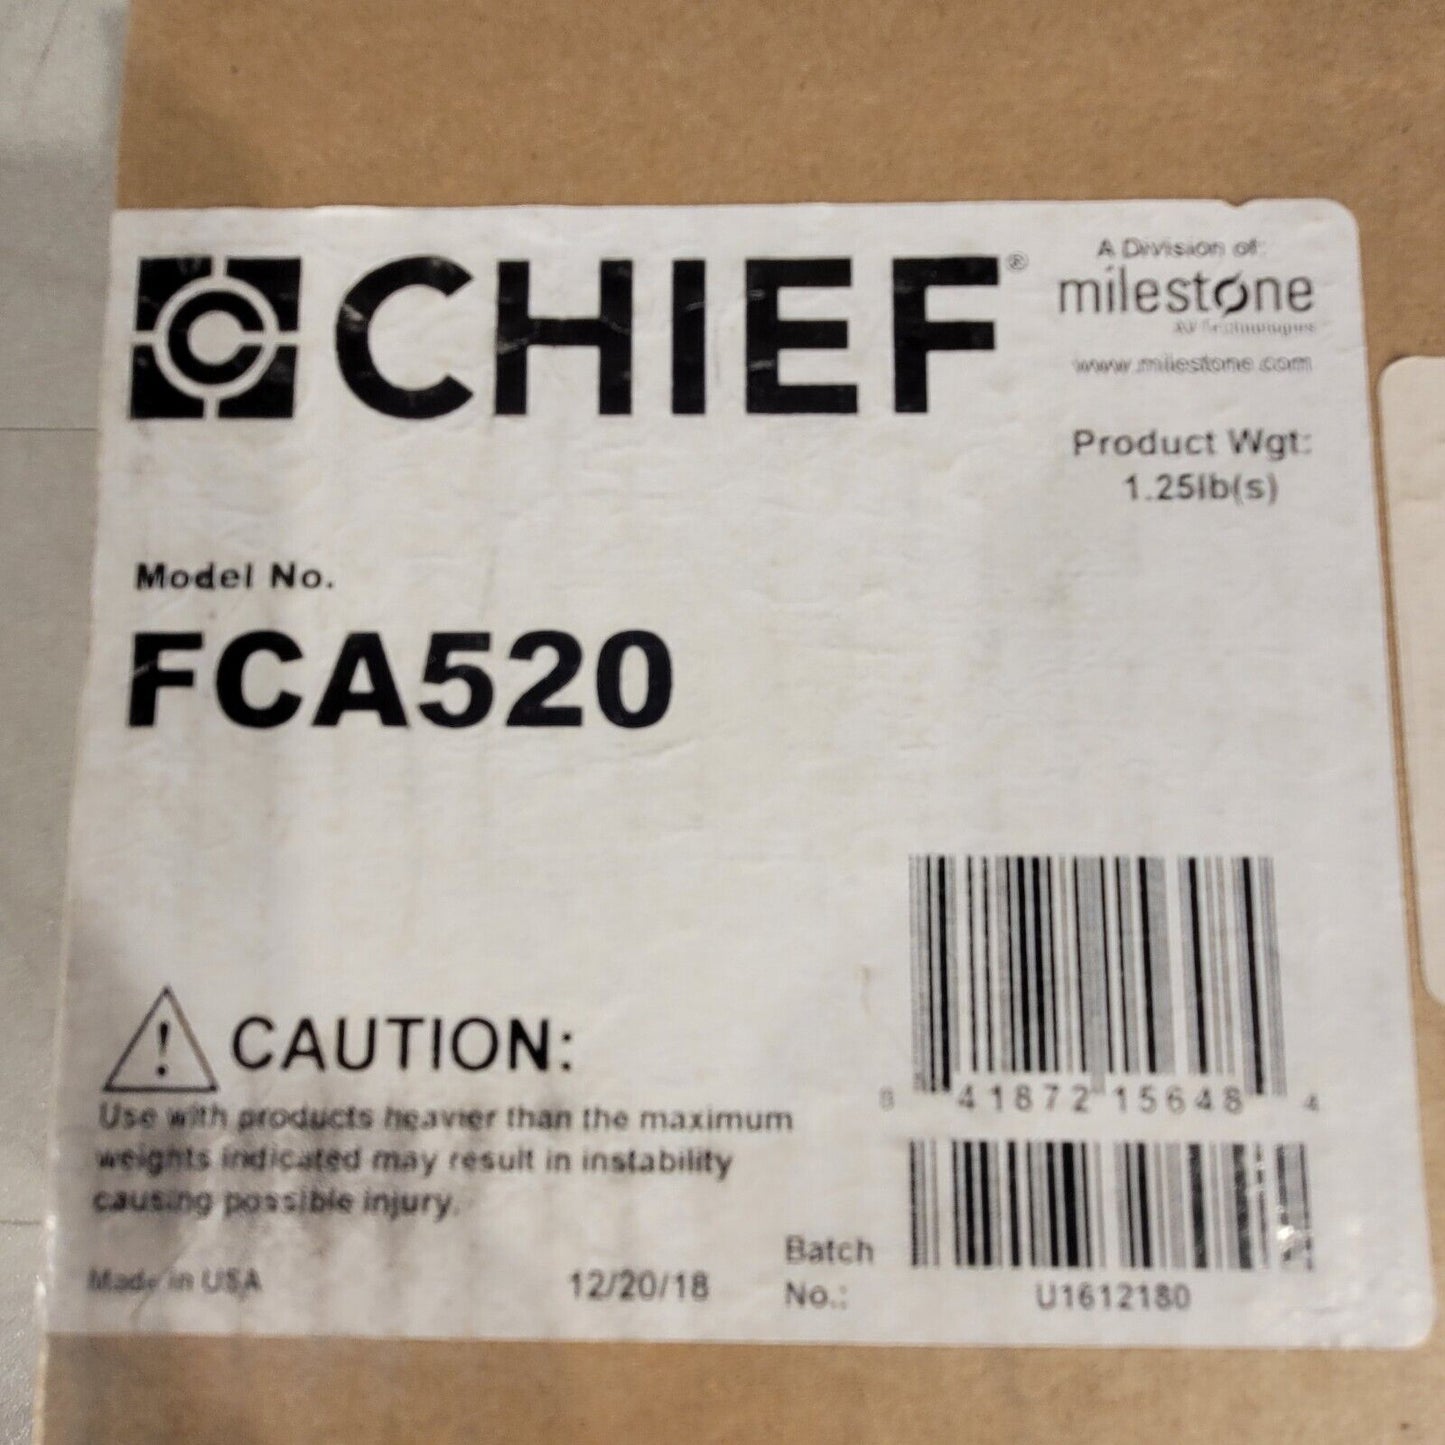 CHIEF®
A Division of:
milestone
AV Technologies
www.milestone.com
Product Wgt:
1.25lb(s)
Model No.
FCA520
CAUTION:
Use with products heavier than the maximum
weights indicated may result in instability
causing possible injury.
8 41872 15648 4
Made in USA
12/20/18
Batch
No.:
U1612180